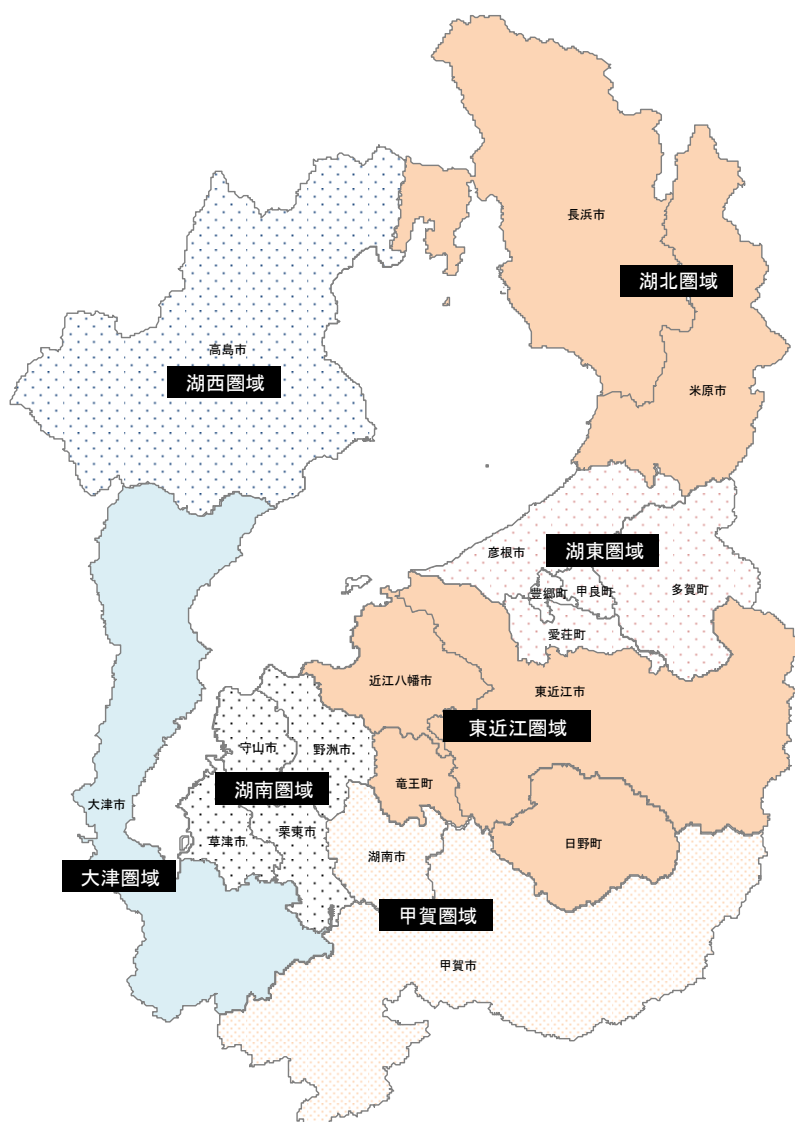 長浜市
湖北圏域
高島市
湖西圏域
米原市
彦根市
湖東圏域
豊郷町
甲良町
多賀町
愛荘町
近江八幡市
東近江市
東近江圏域
守山市
野洲市
竜王町
湖南圏域
大津市
草津市
栗東市
日野町
湖南市
大津圏域
甲賀圏域
甲賀市